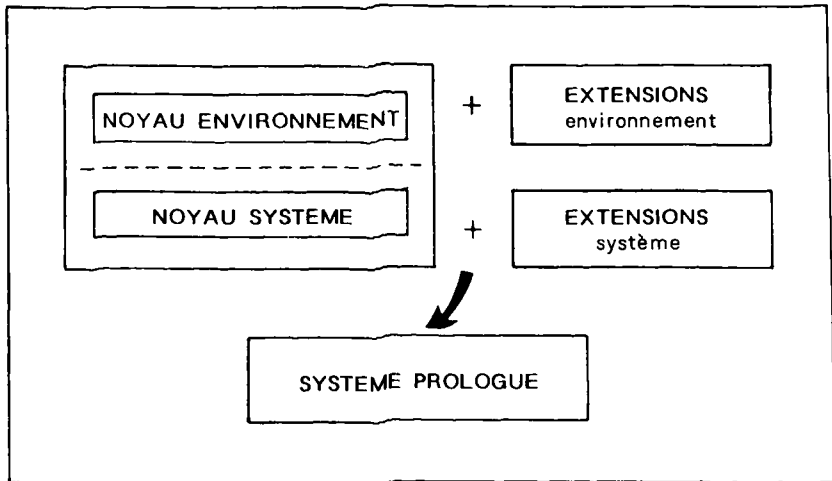 NOYAU ENVIRONNEMENT
+
EXTENSIONS
environnement
NOYAU SYSTEME
+
EXTENSIONS
système
SYSTEME PROLOGUE